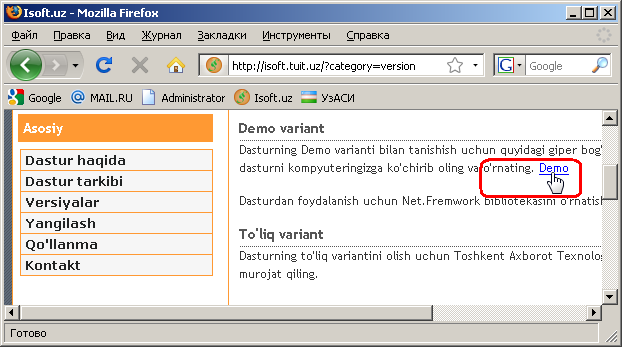 Isoft.uz - Mozilla Firefox
Файл Правка Вид Журнал Закладки Инструменты Справка
http://isoft.tuit.uz/?category=version Google
Google MAIL.RU Administrator Isoft.uz УзАСИ
Asosiy
Dastur haqida
Dastur tarkibi
Versiyalar
Yangilash
Qo'llanma
Kontakt
Demo variant
Dasturning Demo varianti bilan tanishish uchun quyidagi giper bog'
dasturni kompyuteringizga ko'chirib oling va o'rnating. Demo
Dasturdan foydalanish uchun Net.Fremwork bibliotekasini o'rnatish
To'liq variant
Dasturning to'liq variantini olish uchun Toshkent Axborot Texnolog
murojat qiling.
Готово